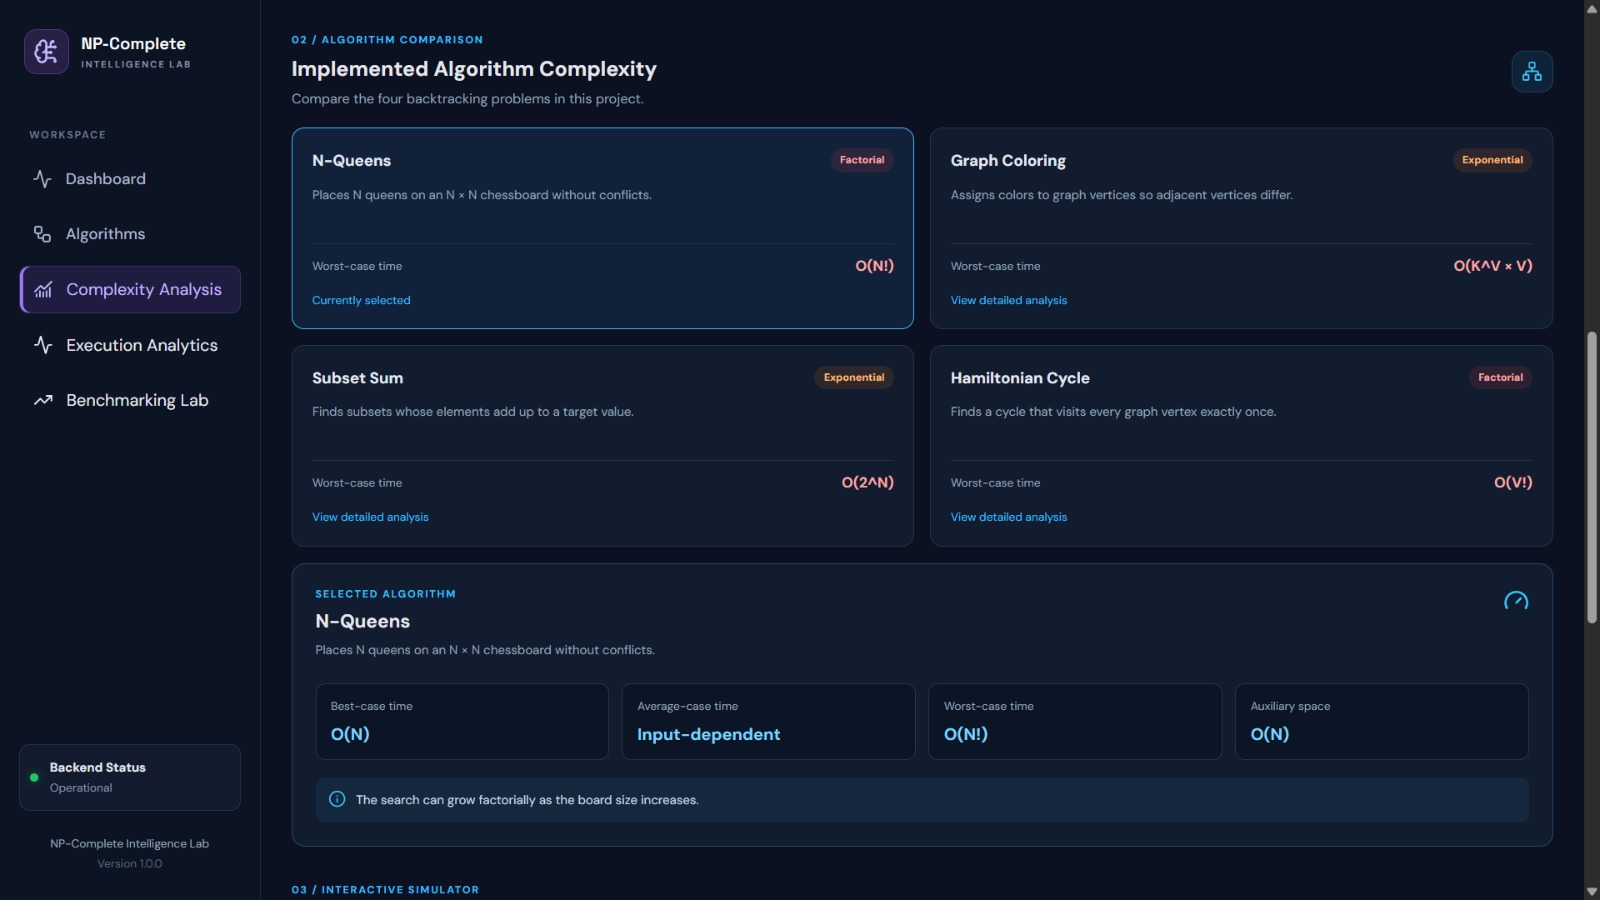 NP-Complete
INTELLIGENCE LAB
WORKSPACE
Dashboard
Algorithms
Complexity Analysis
Execution Analytics
Benchmarking Lab
Backend Status
Operational
NP-Complete Intelligence Lab
Version 1.0.0
02 / ALGORITHM COMPARISON
Implemented Algorithm Complexity
Compare the four backtracking problems in this project.
N-Queens
Factorial
Places N queens on an N × N chessboard without conflicts.
Worst-case time
O(N!)
Currently selected
Graph Coloring
Exponential
Assigns colors to graph vertices so adjacent vertices differ.
Worst-case time
O(K^V × V)
View detailed analysis
Subset Sum
Exponential
Finds subsets whose elements add up to a target value.
Worst-case time
O(2^N)
View detailed analysis
Hamiltonian Cycle
Factorial
Finds a cycle that visits every graph vertex exactly once.
Worst-case time
O(V!)
View detailed analysis
SELECTED ALGORITHM
N-Queens
Places N queens on an N × N chessboard without conflicts.
Best-case time
O(N)
Average-case time
Input-dependent
Worst-case time
O(N!)
Auxiliary space
O(N)
The search can grow factorially as the board size increases.
03 / INTERACTIVE SIMULATOR